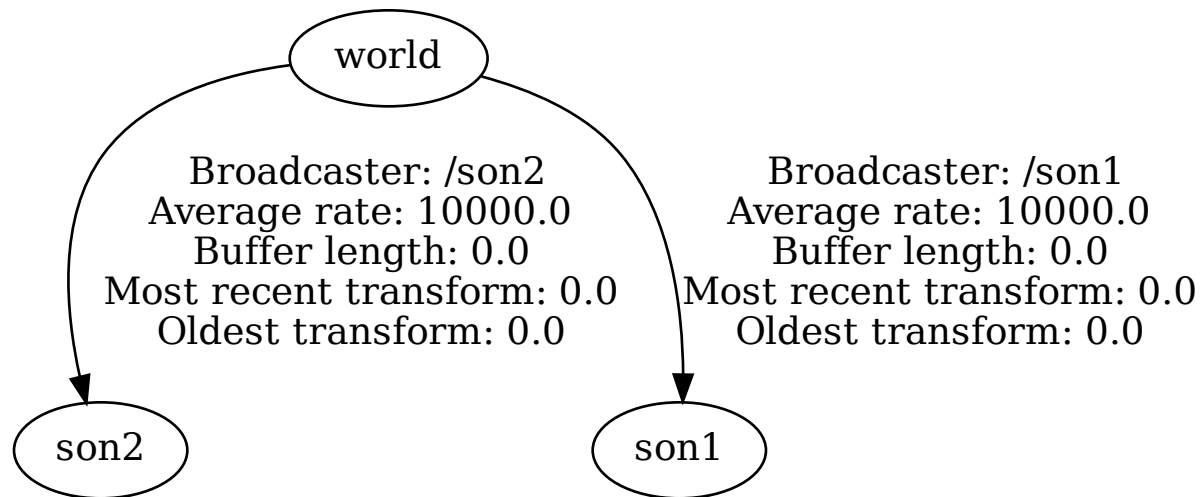 world
Broadcaster: /son2
Average rate: 10000.0
Buffer length: 0.0
Most recent transform: 0.0
Oldest transform: 0.0
Broadcaster: /son1
Average rate: 10000.0
Buffer length: 0.0
Most recent transform: 0.0
Oldest transform: 0.0
son2
son1